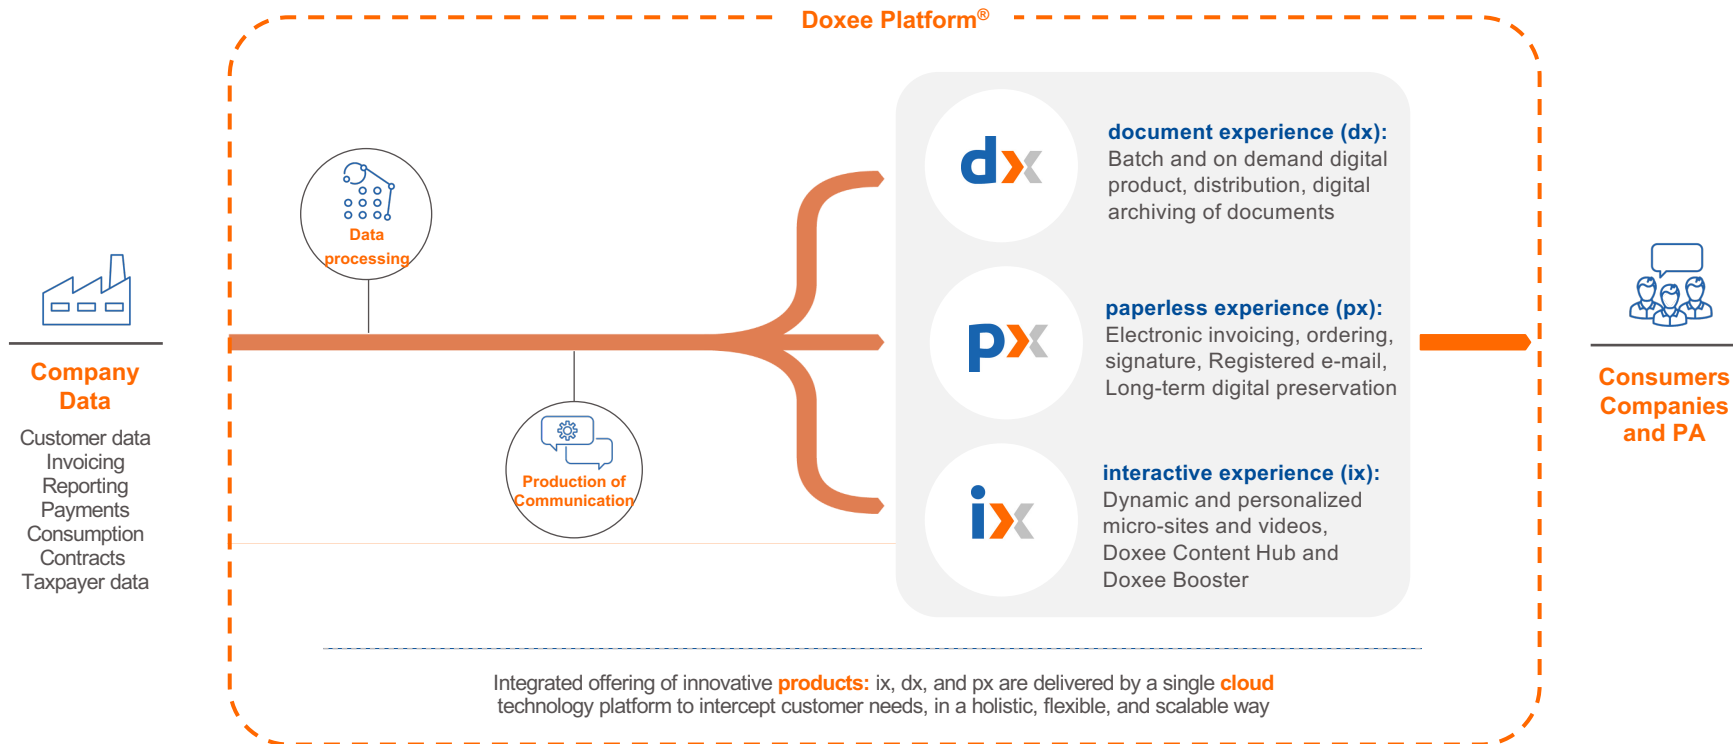 Doxee Platform®
Data
processing
Production of
Communication
Company
Data
Customer data
Invoicing
Reporting
Payments
Consumption
Contracts
Taxpayer data
dx
document experience (dx):
Batch and on demand digital
product, distribution, digital
archiving of documents
px
paperless experience (px):
Electronic invoicing, ordering,
signature, Registered e-mail,
Long-term digital preservation
ix
interactive experience (ix):
Dynamic and personalized
micro-sites and videos,
Doxee Content Hub and
Doxee Booster
Consumers
Companies
and PA
Integrated offering of innovative products: ix, dx, and px are delivered by a single cloud
technology platform to intercept customer needs, in a holistic, flexible, and scalable way